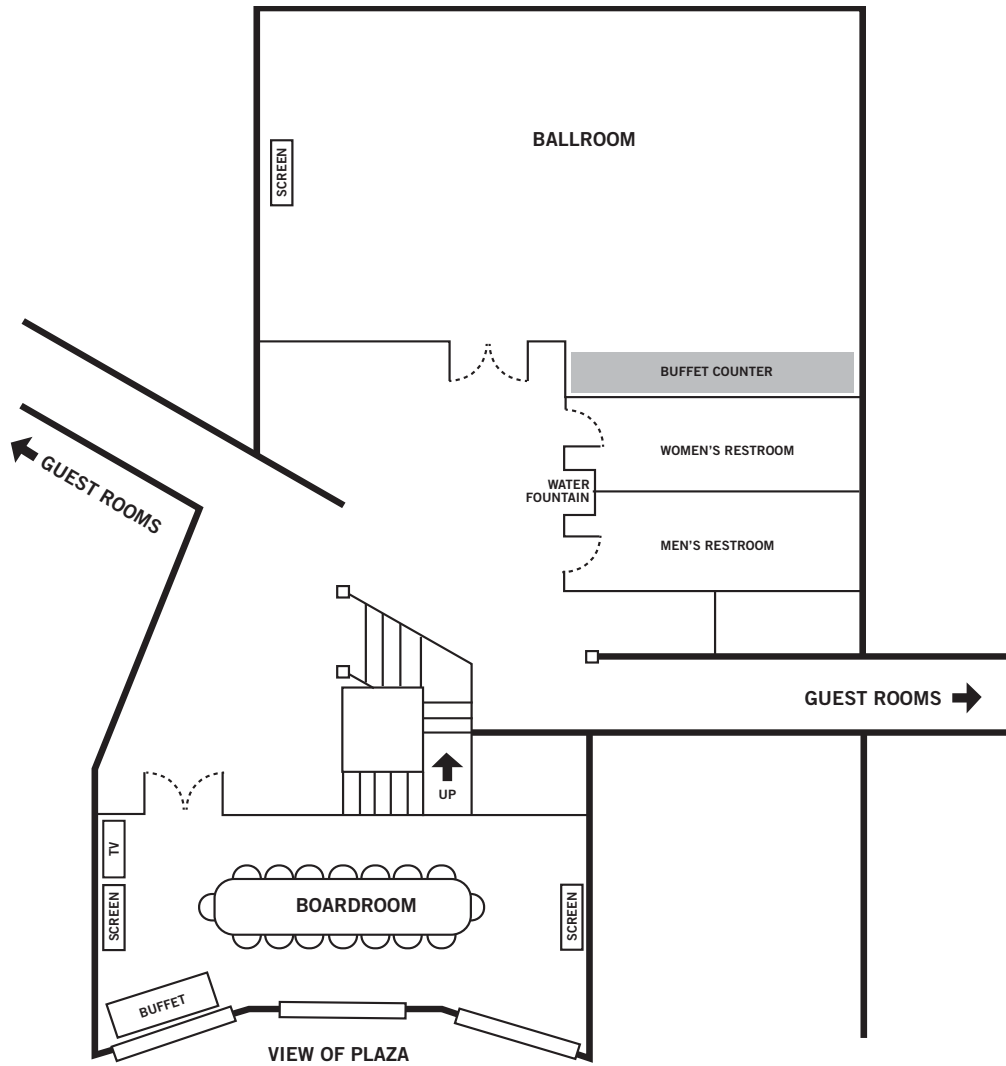 BALLROOM
SCREEN
BUFFET COUNTER
WOMEN'S RESTROOM
GUEST ROOMS
WATER
FOUNTAIN
MEN'S RESTROOM
GUEST ROOMS
UP
TV
SCREEN
BOARDROOM
SCREEN
BUFFET
VIEW OF PLAZA